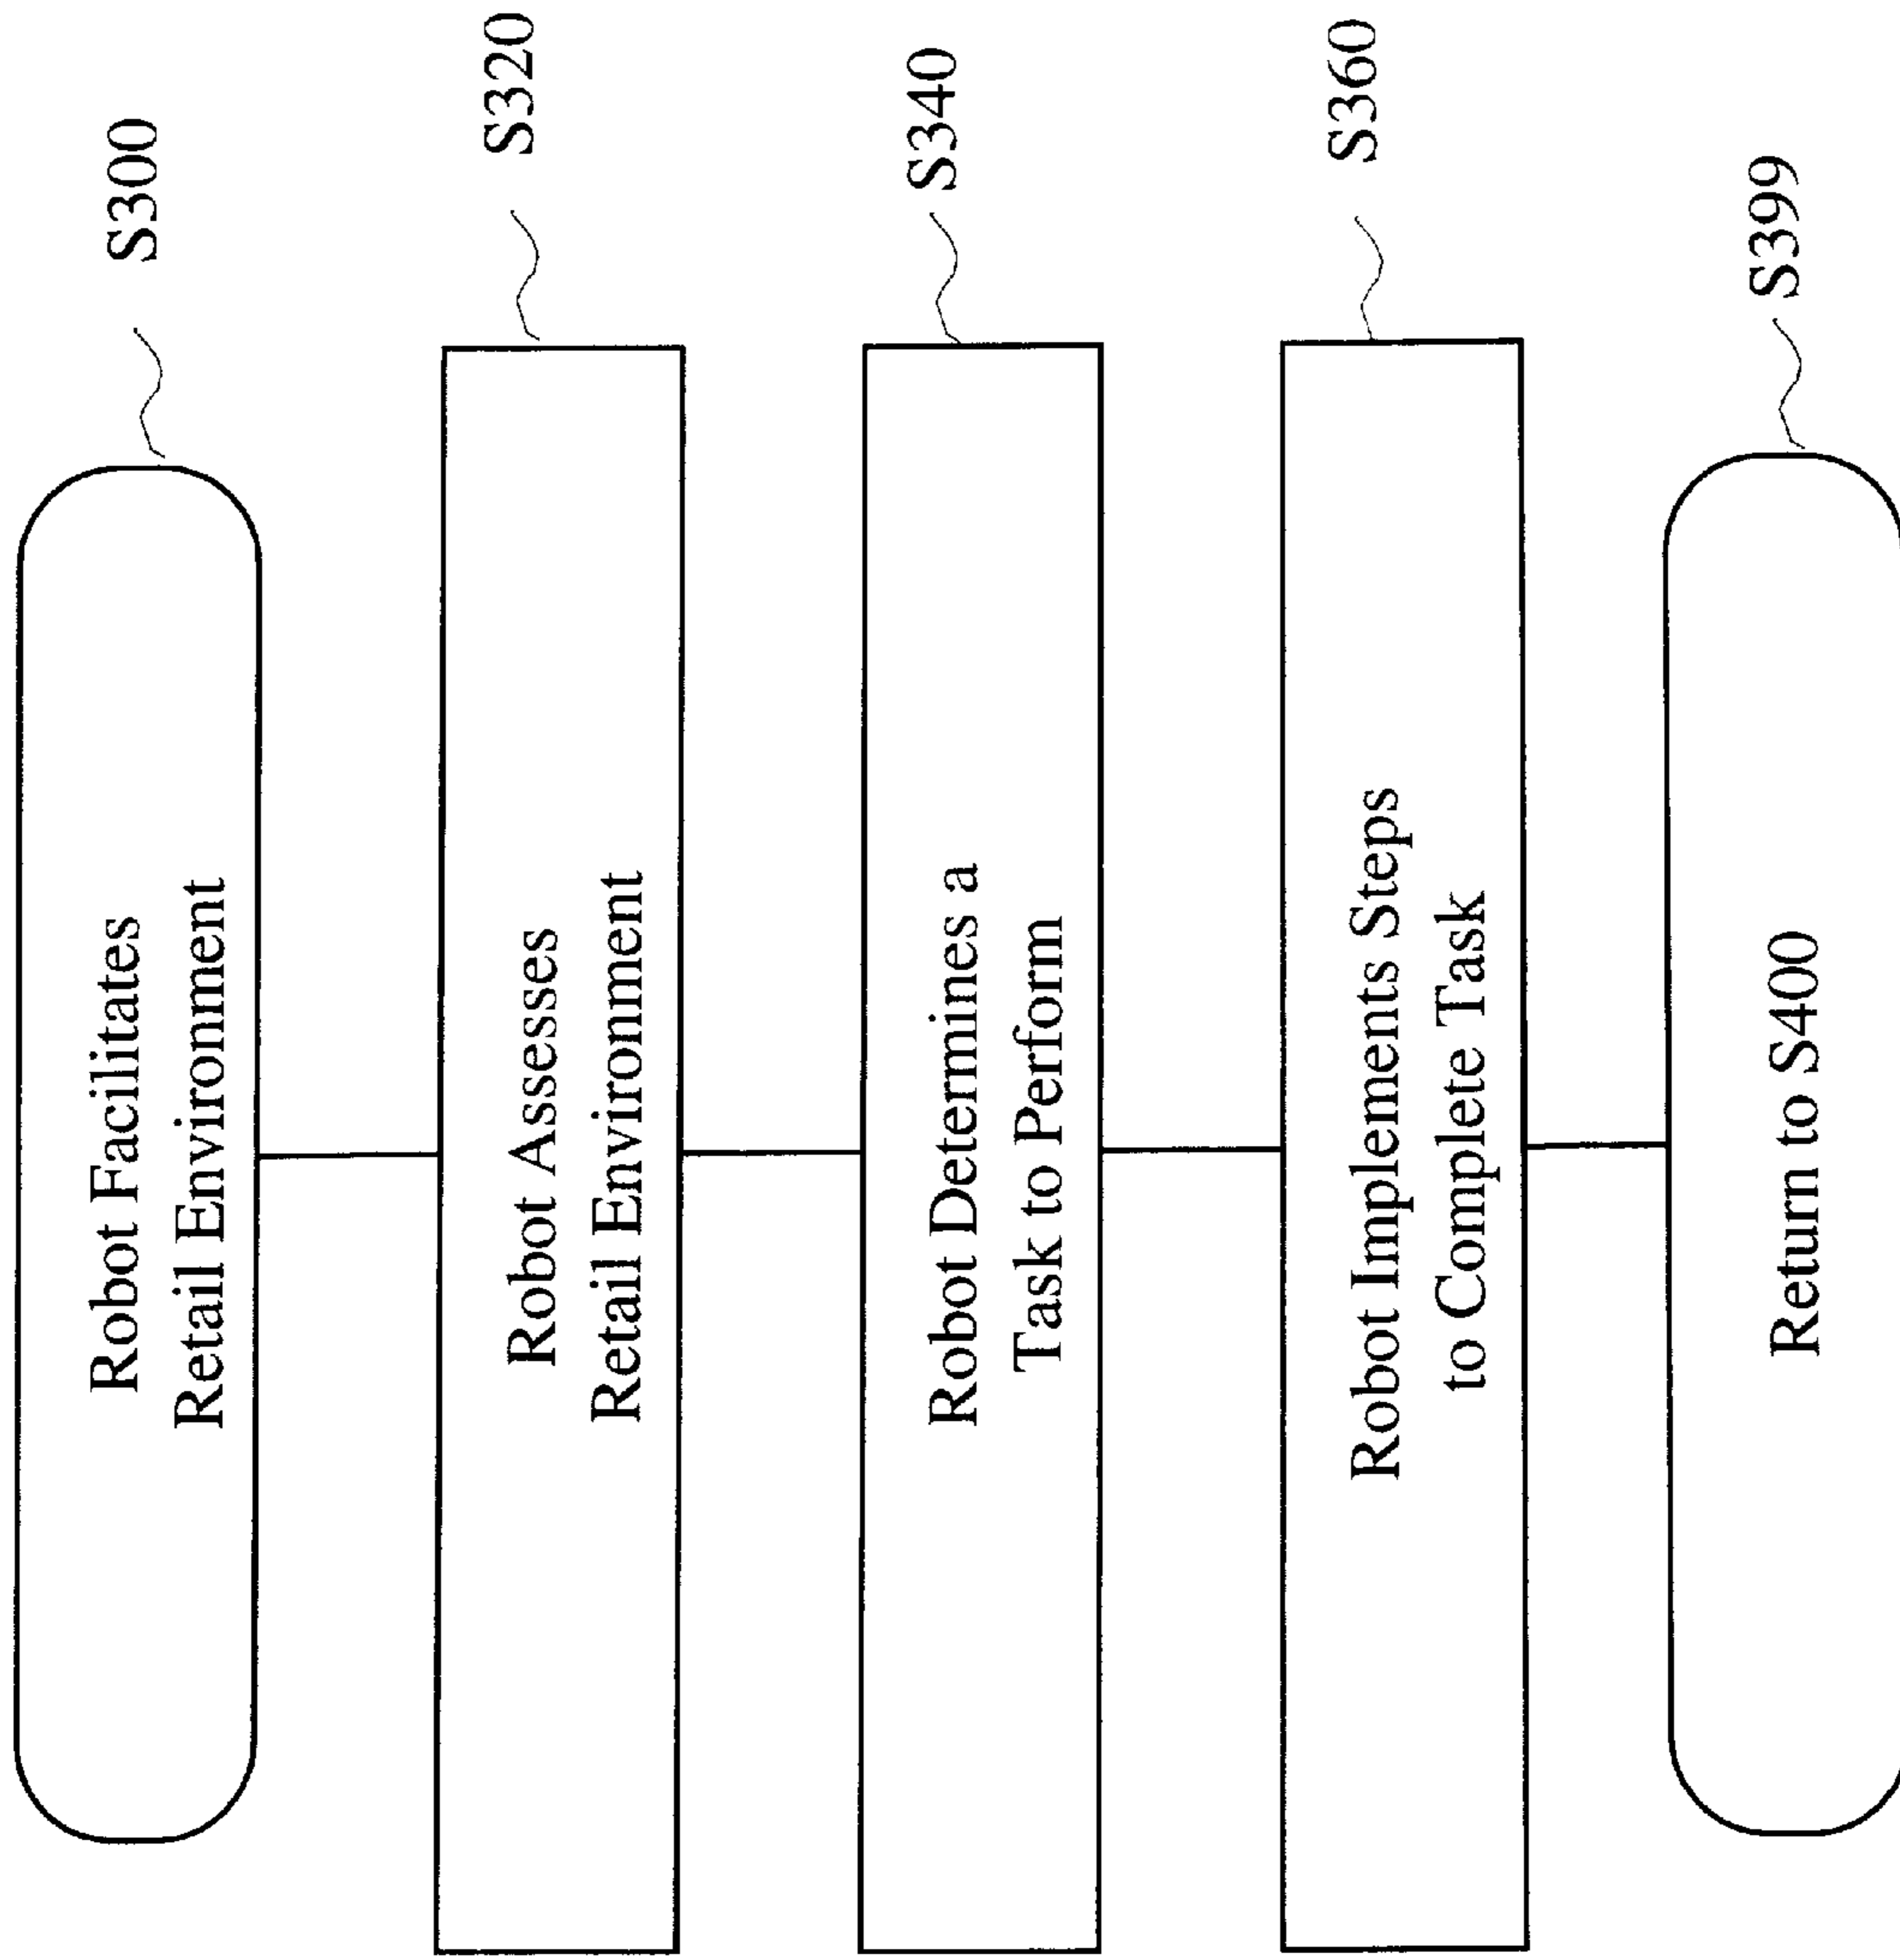 Robot Facilitates
Retail Environment
S300
Robot Assesses
Retail Environment
S320
Robot Determines a
Task to Perform
S340
Robot Implements Steps
to Complete Task
S360
Return to S400
S399